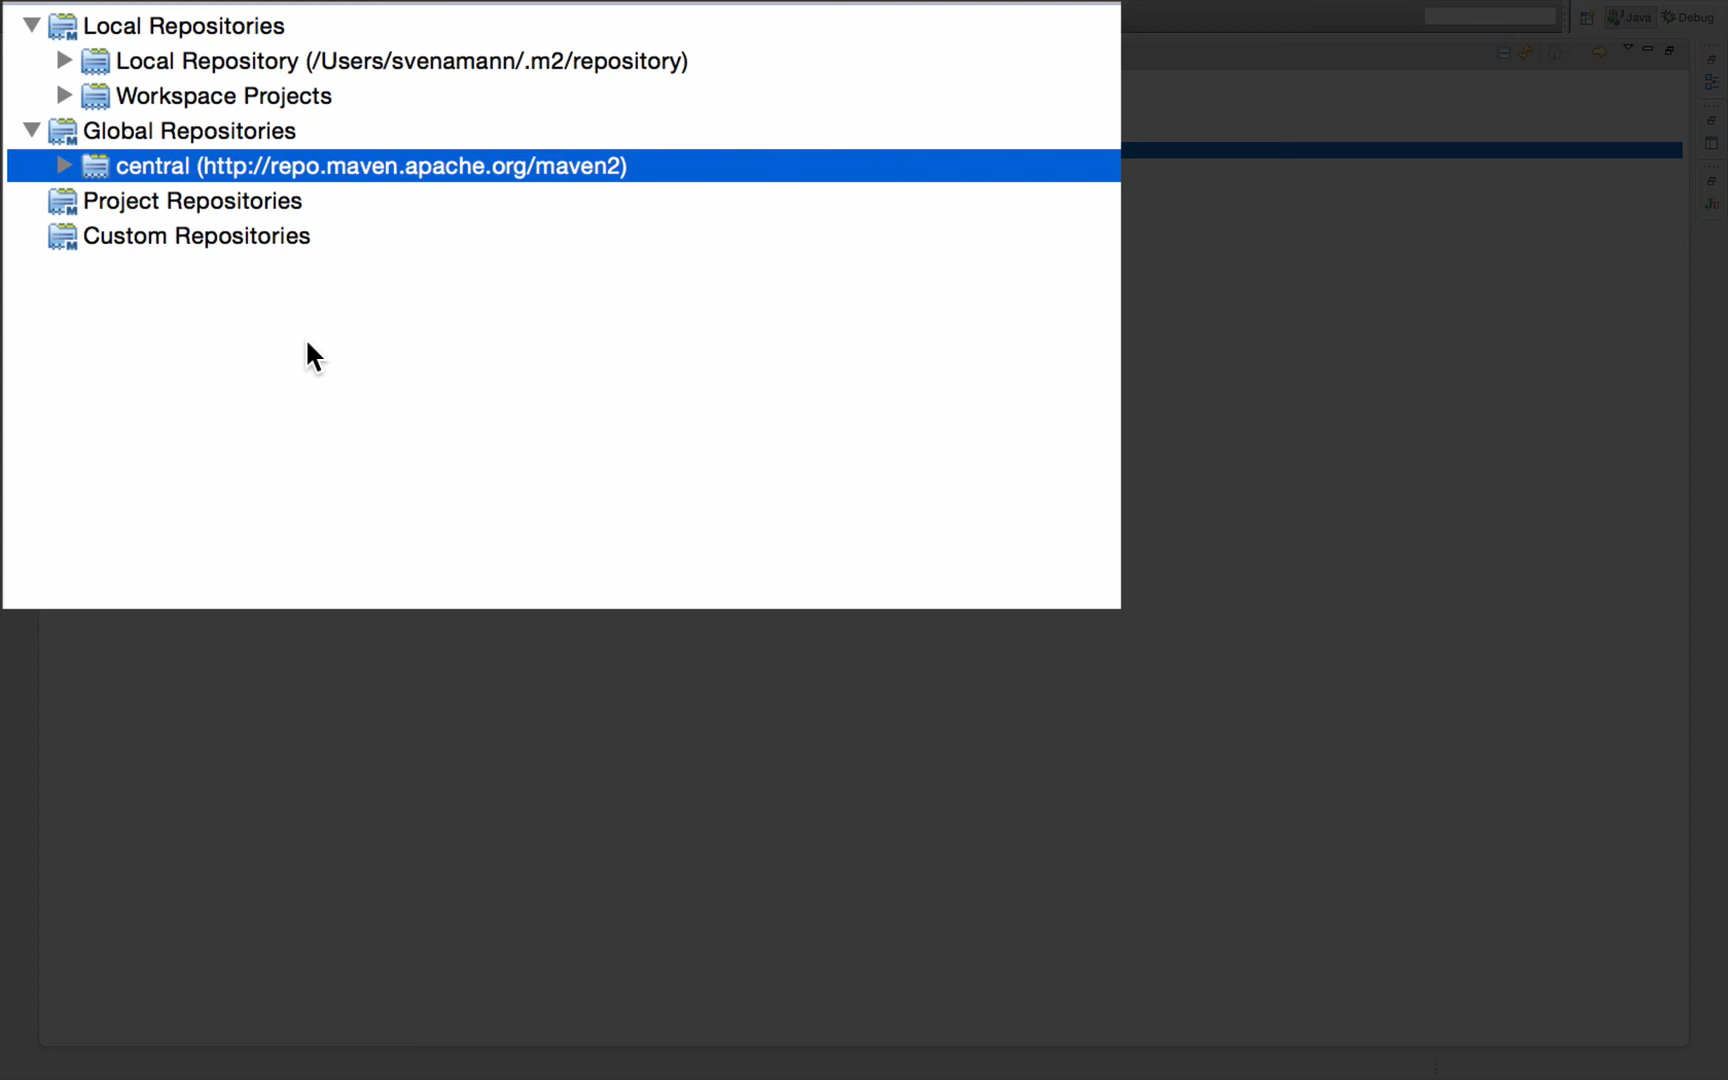 Local Repositories
Local Repository (/Users/svenamann/.m2/repository)
Workspace Projects
Global Repositories
central (http://repo.maven.apache.org/maven2)
Project Repositories
Custom Repositories
Java
Debug
Ju